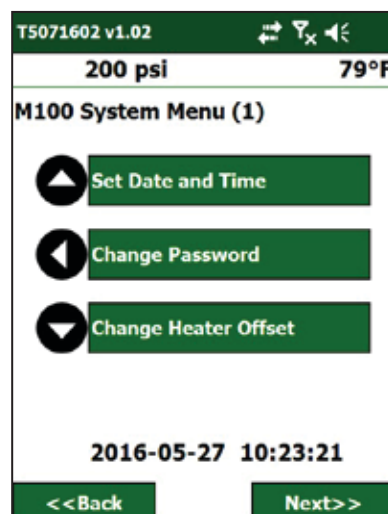 T5071602 v1.02
200 psi 79°F
M100 System Menu (1)
Set Date and Time
Change Password
Change Heater Offset
2016-05-27 10:23:21
<<Back Next>>